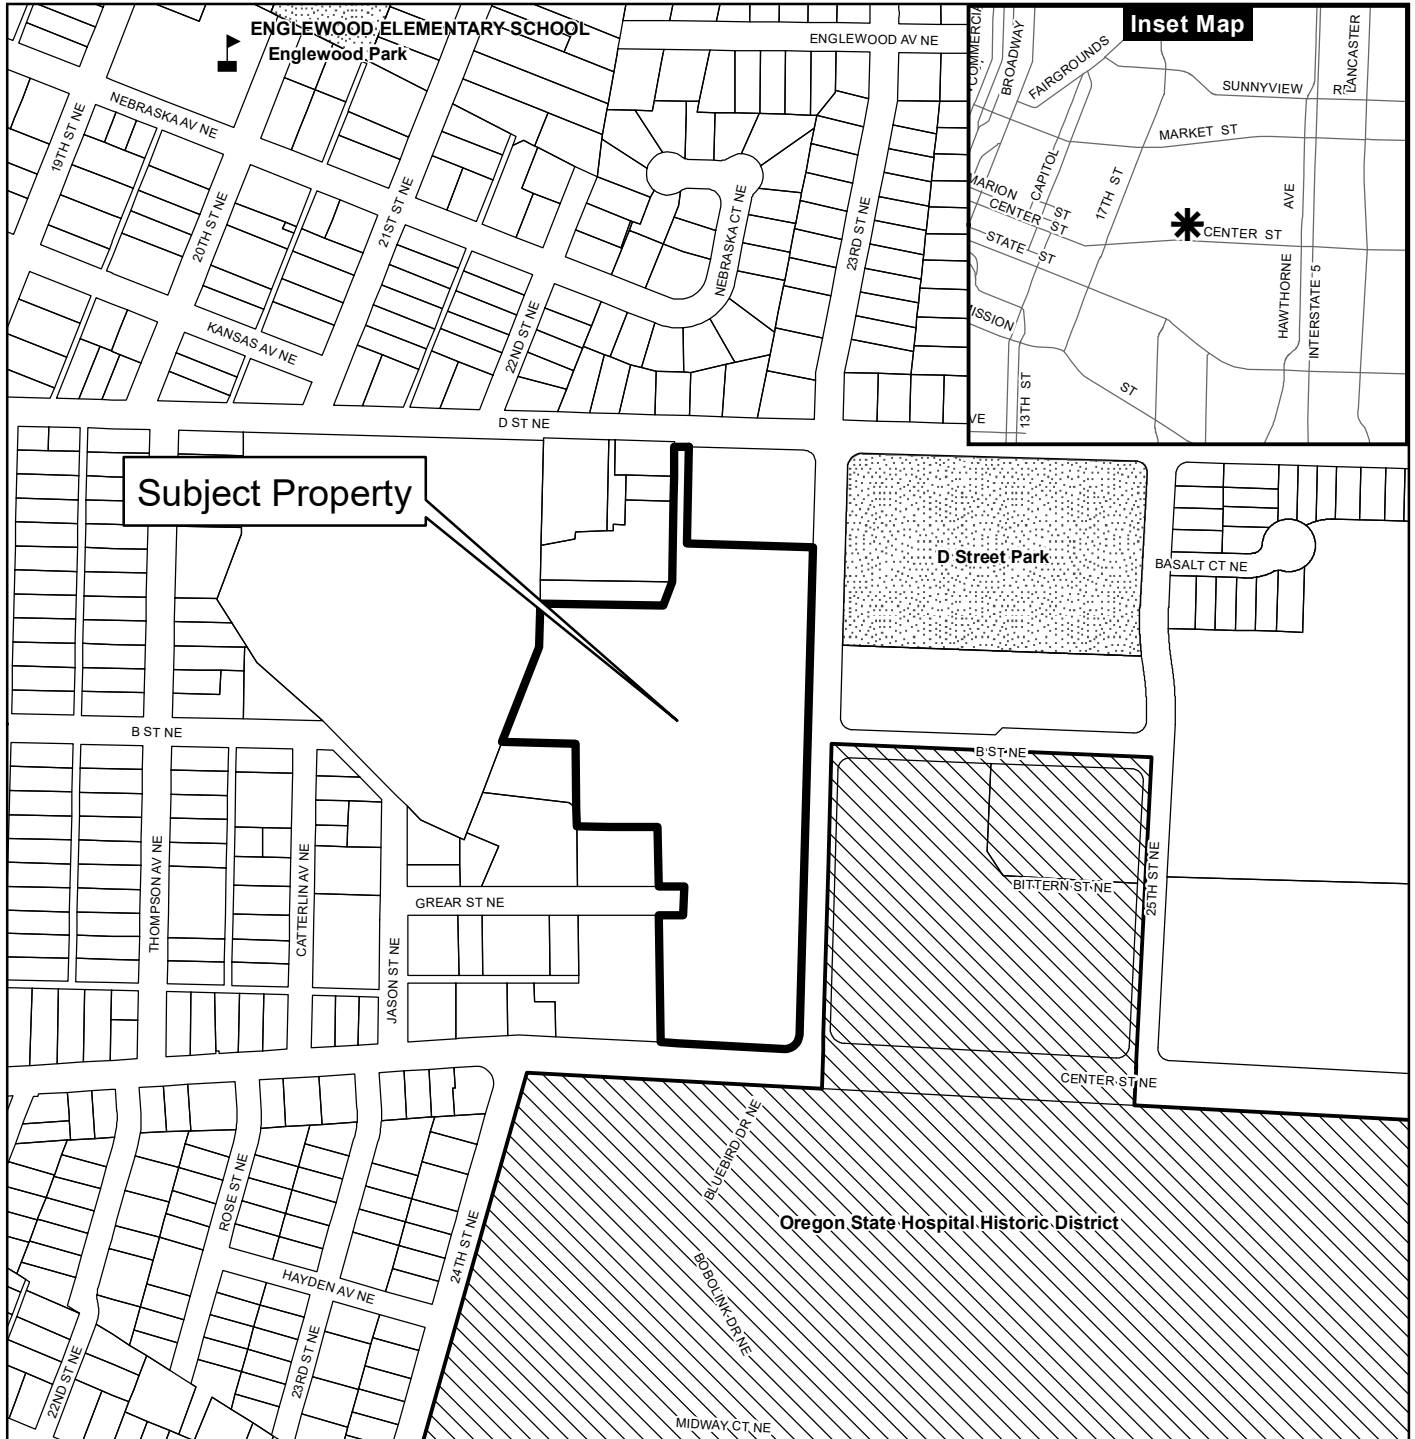 ENGLEWOOD ELEMENTARY SCHOOL
Englewood Park
ENGLEWOOD AV NE
NEBRASKA AV NE
19TH ST NE
20TH ST NE
21ST ST NE
NEBRASKA CT NE
23RD ST NE
22ND ST NE
KANSAS AV NE
D ST NE
Inset Map
COMMERCIA
BROADWAY
FAIRGROUNDS
LANCASTER
SUNNYVIEW
MARKET ST
CAPITOL
17TH ST
MARION ST
CENTER ST
STATE ST
AVE
CENTER ST
HAWTHORNE
INTERSTATE 5
MISSION
ST
13TH ST
VE
Subject Property
D Street Park
BASALT CT NE
B ST NE
B ST NE
THOMPSON AV NE
CATTERLIN AV NE
GREAR ST NE
JASON ST NE
BITTERN ST NE
25TH ST NE
CENTER ST NE
BLUEBIRD DR NE
ROSE ST NE
24TH ST NE
Oregon State Hospital Historic District
HAYDEN AV NE
BOBOLINK DR NE
23RD ST NE
22ND ST NE
MIDWAY CT NE